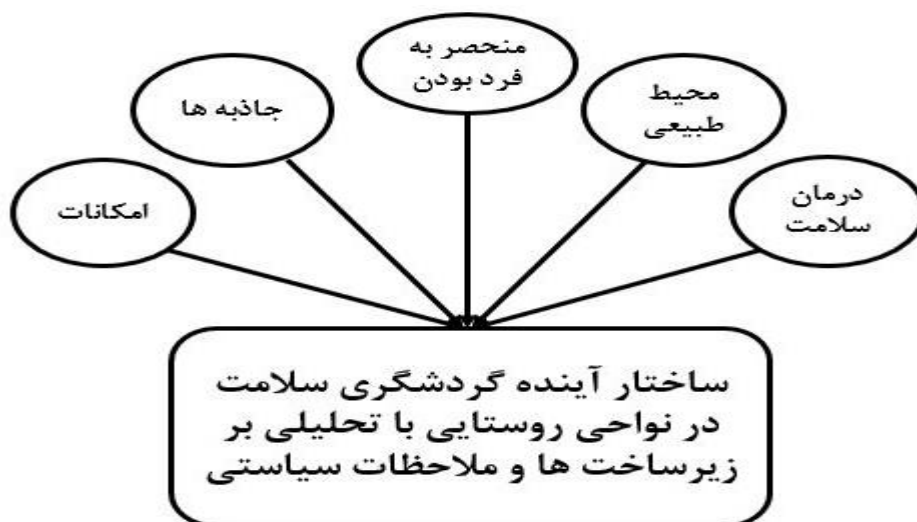 منحصر به
فرد بودن
محیط
طبیعی
جاذبه ها
درمان
سلامت
امکانات
ساختار آینده گردشگری سلامت
در نواحی روستایی با تحلیلی بر
زیرساخت ها و ملاحظات سیاستی